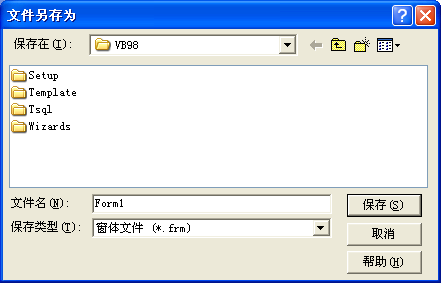 文件另存为
保存在(I):
VB98
Setup
Template
Tsql
Wizards
文件名(N):
Form1
保存(S)
保存类型(T):
窗体文件 (*.frm)
取消
帮助(H)